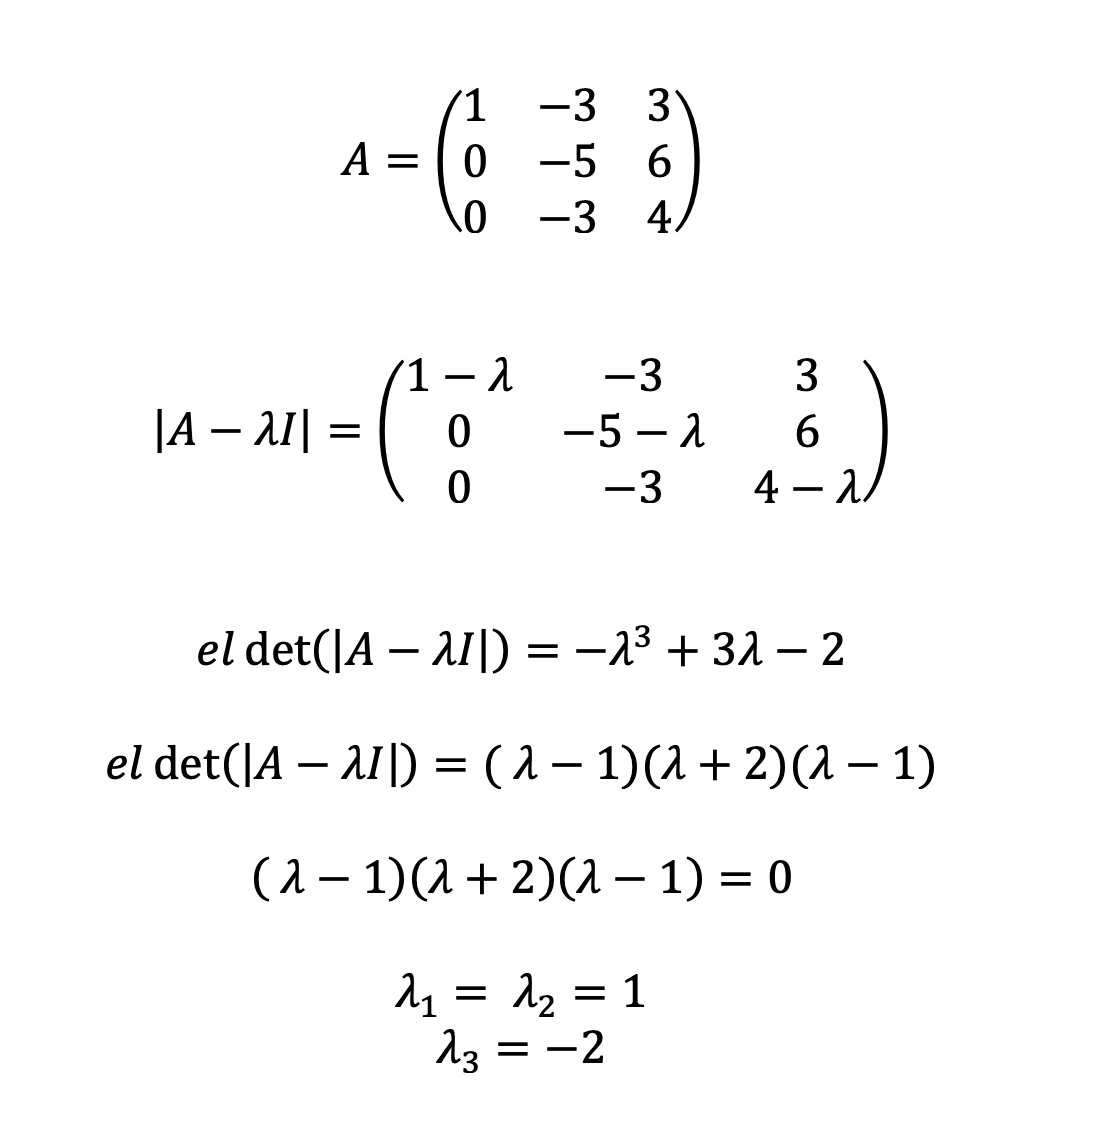 A = (1 −3 3
0 −5 6
0 −3 4)
|A − λI| = (1 − λ −3 3
0 −5 − λ 6
0 −3 4 − λ)
el det(|A − λI|) = −λ³ + 3λ − 2
el det(|A − λI|) = ( λ − 1)(λ + 2)(λ − 1)
( λ − 1)(λ + 2)(λ − 1) = 0
λ₁ = λ₂ = 1
λ₃ = −2